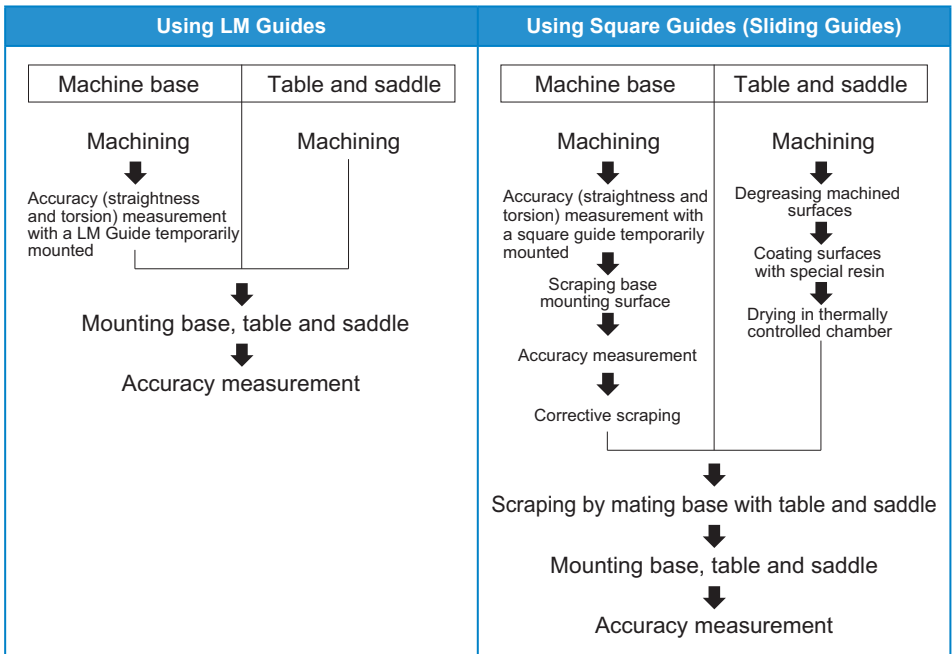 Using LM Guides
Machine base
Table and saddle
Machining
Accuracy (straightness
and torsion) measurement
with a LM Guide temporarily
mounted
Machining
Mounting base, table and saddle
Accuracy measurement
Using Square Guides (Sliding Guides)
Machine base
Table and saddle
Machining
Accuracy (straightness and
torsion) measurement with
a square guide temporarily
mounted
Scraping base
mounting surface
Accuracy measurement
Corrective scraping
Machining
Degreasing machined
surfaces
Coating surfaces
with special resin
Drying in thermally
controlled chamber
Scraping by mating base with table and saddle
Mounting base, table and saddle
Accuracy measurement